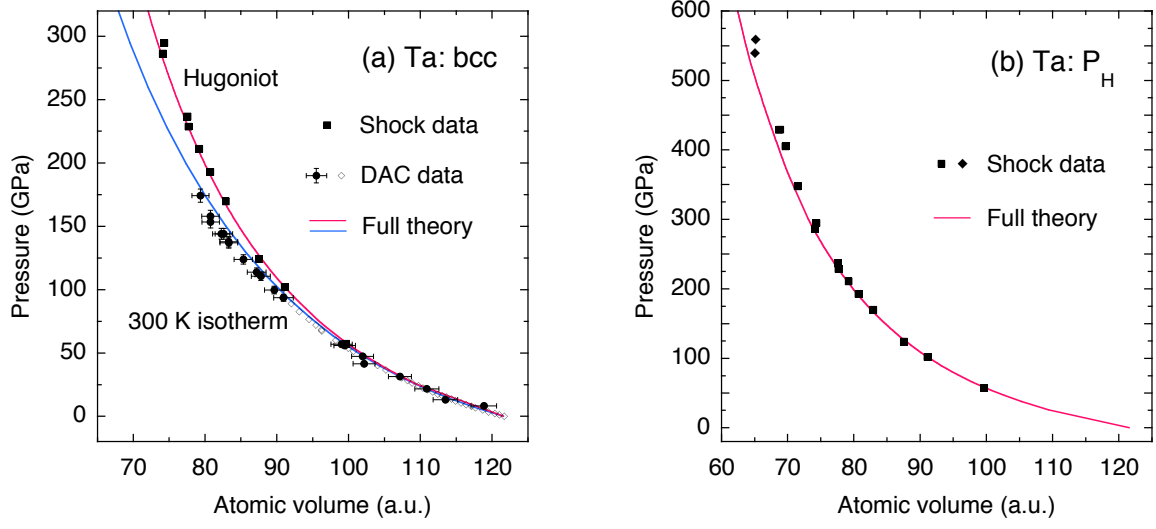 (a) Ta: bcc
Hugoniot
Shock data
DAC data
Full theory
300 K isotherm
Pressure (GPa)
300
250
200
150
100
50
0
70 80 90 100 110 120
Atomic volume (a.u.)
(b) Ta: P_H
Shock data
Full theory
Pressure (GPa)
600
500
400
300
200
100
0
60 70 80 90 100 110 120
Atomic volume (a.u.)